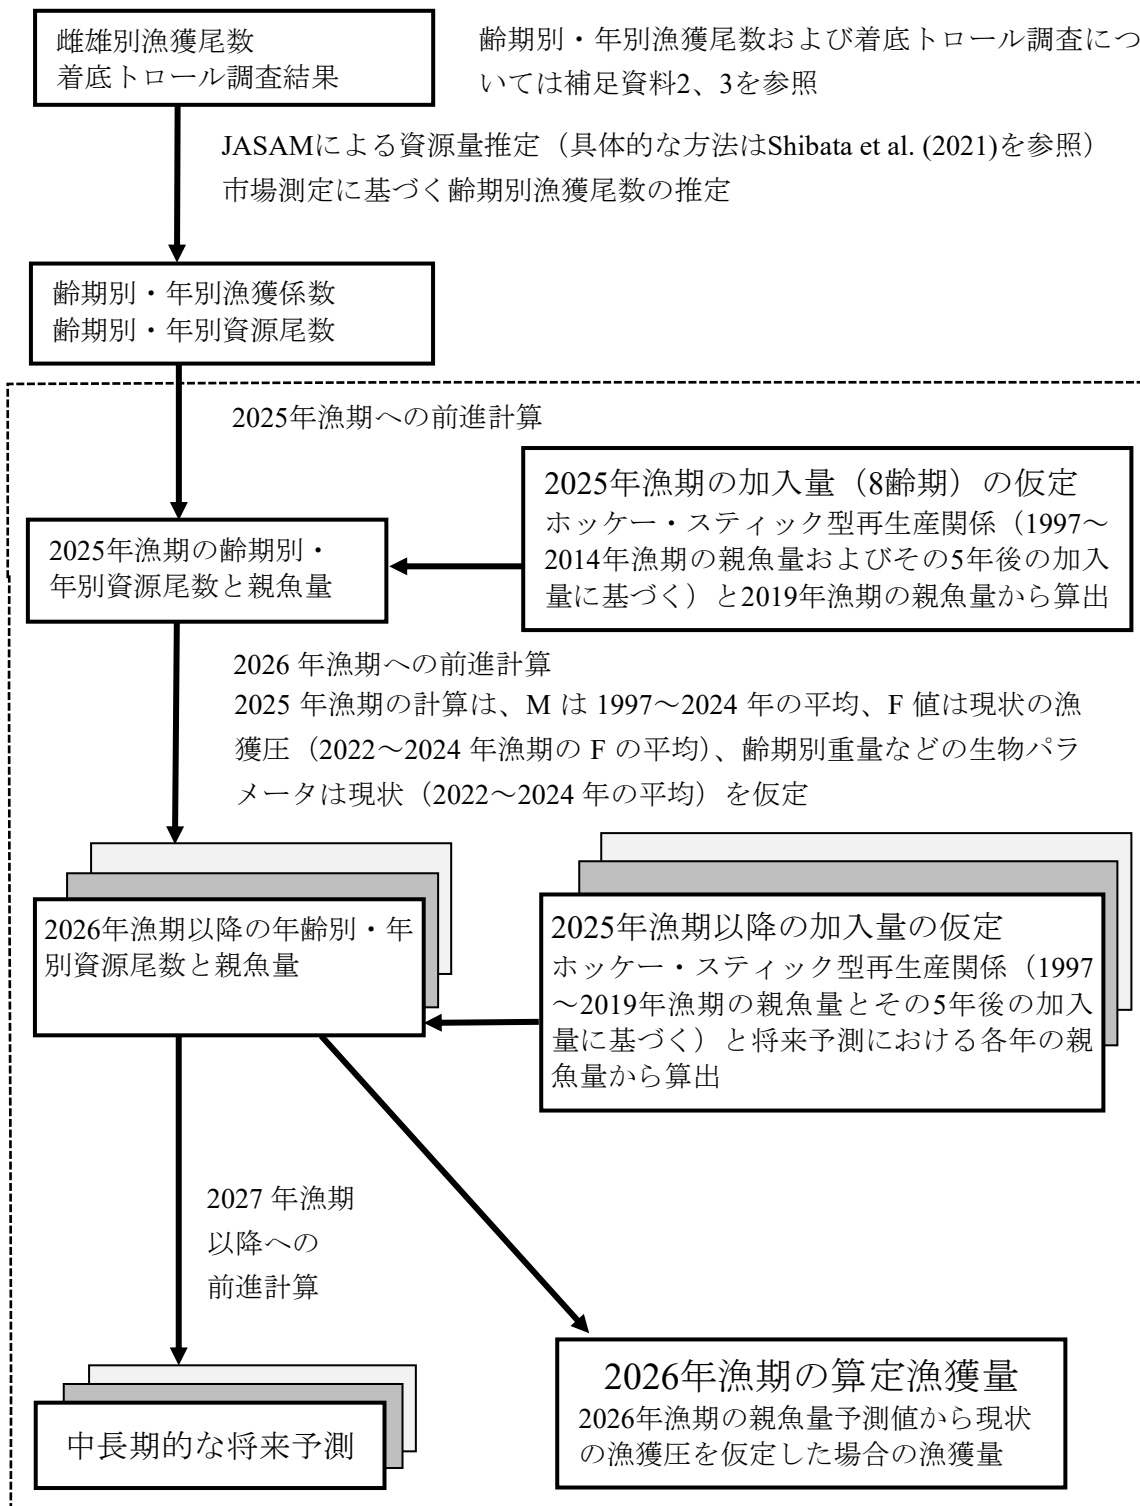 雌雄別漁獲尾数
着底トロール調査結果
齢期別・年別漁獲尾数および着底トロール調査につ
いては補足資料2、3を参照
JASAMによる資源量推定（具体的な方法はShibata et al. (2021)を参照）
市場測定に基づく齢期別漁獲尾数の推定
齢期別・年別漁獲係数
齢期別・年別資源尾数
2025年漁期への前進計算
2025年漁期の加入量（8齢期）の仮定
ホッケー・スティック型再生産関係（1997～
2014年漁期の親魚量およびその5年後の加入
量に基づく）と2019年漁期の親魚量から算出
2025年漁期の齢期別・
年別資源尾数と親魚量
2026 年漁期への前進計算
2025 年漁期の計算は、M は 1997～2024 年の平均、F 値は現状の漁
獲圧（2022～2024 年漁期の F の平均）、齢期別重量などの生物パラ
メータは現状（2022～2024 年の平均）を仮定
2026年漁期以降の年齢別・年
別資源尾数と親魚量
2025年漁期以降の加入量の仮定
ホッケー・スティック型再生産関係（1997
～2019年漁期の親魚量とその5年後の加入
量に基づく）と将来予測における各年の親
魚量から算出
2027 年漁期
以降への
前進計算
中長期的な将来予測
2026年漁期の算定漁獲量
2026年漁期の親魚量予測値から現状
の漁獲圧を仮定した場合の漁獲量